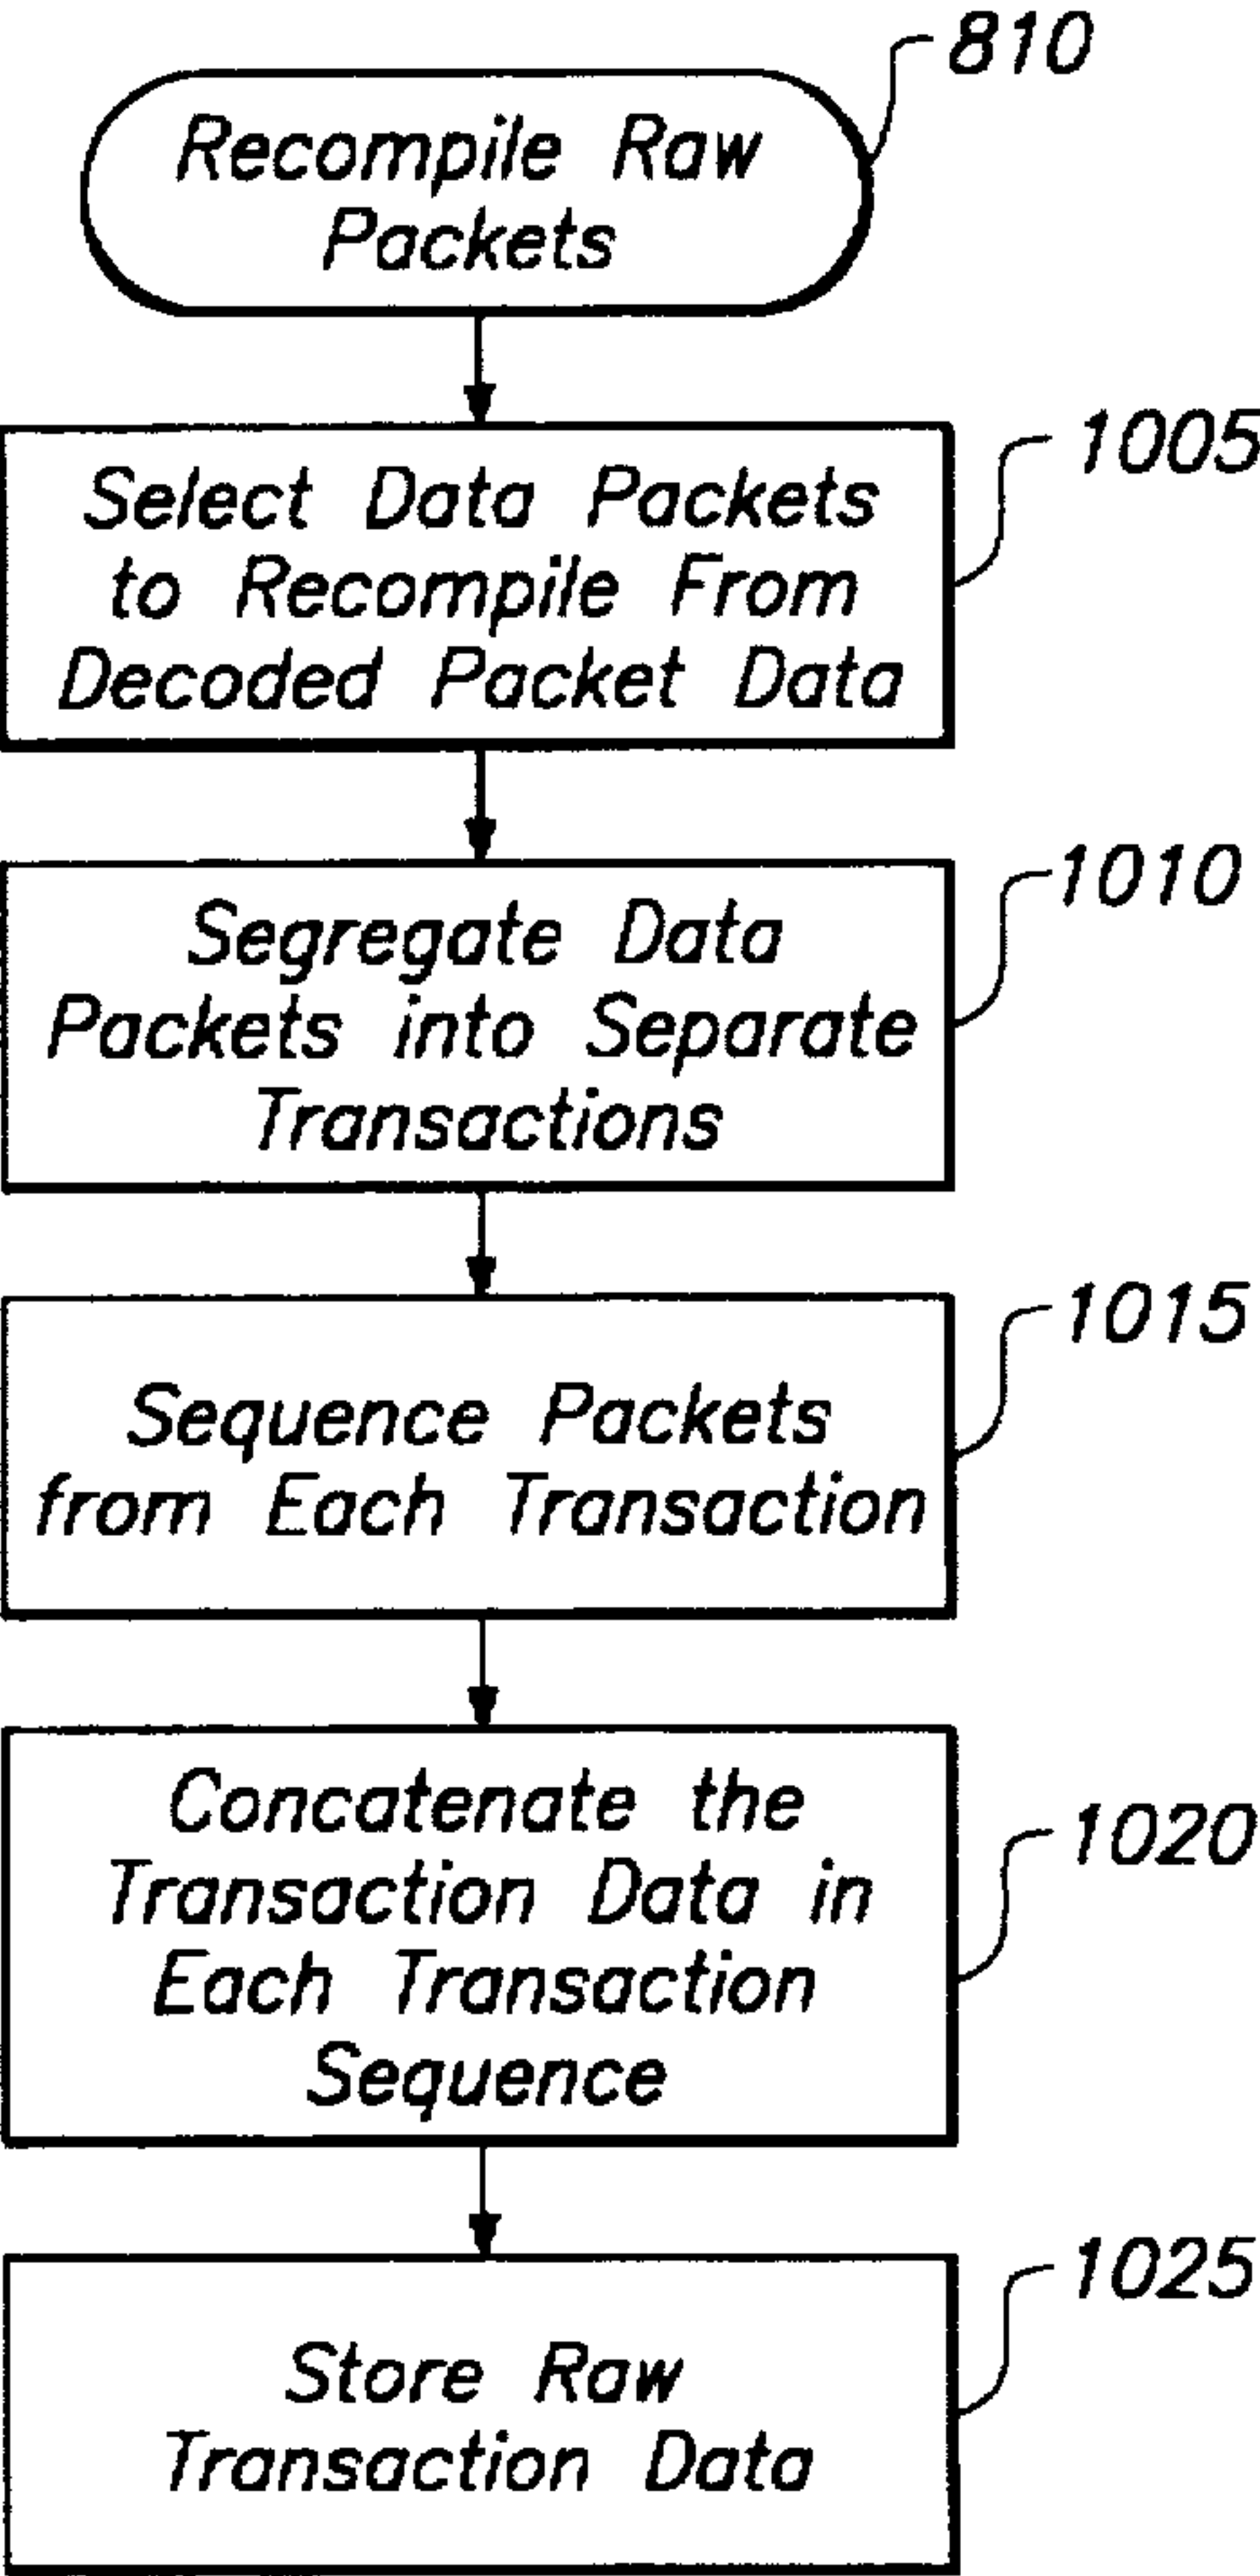 810
Recompile Raw
Packets
1005
Select Data Packets
to Recompile From
Decoded Packet Data
1010
Segregate Data
Packets into Separate
Transactions
1015
Sequence Packets
from Each Transaction
1020
Concatenate the
Transaction Data in
Each Transaction
Sequence
1025
Store Raw
Transaction Data